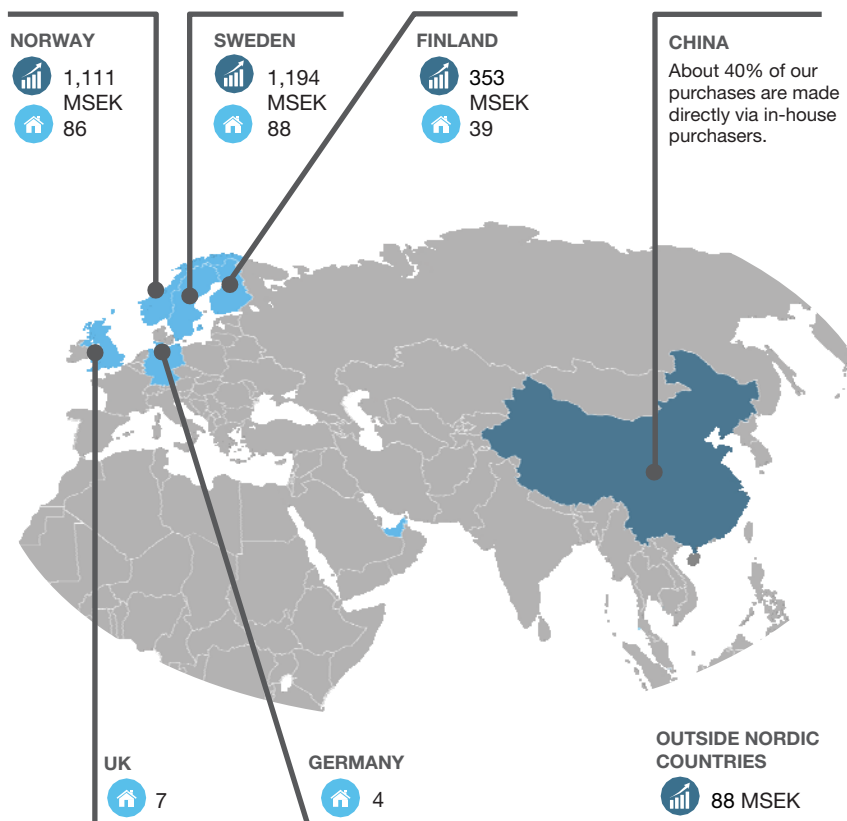 NORWAY
1,111
MSEK
86
SWEDEN
1,194
MSEK
88
FINLAND
353
MSEK
39
CHINA
About 40% of our
purchases are made
directly via in-house
purchasers.
UK
7
GERMANY
4
OUTSIDE NORDIC
COUNTRIES
88 MSEK